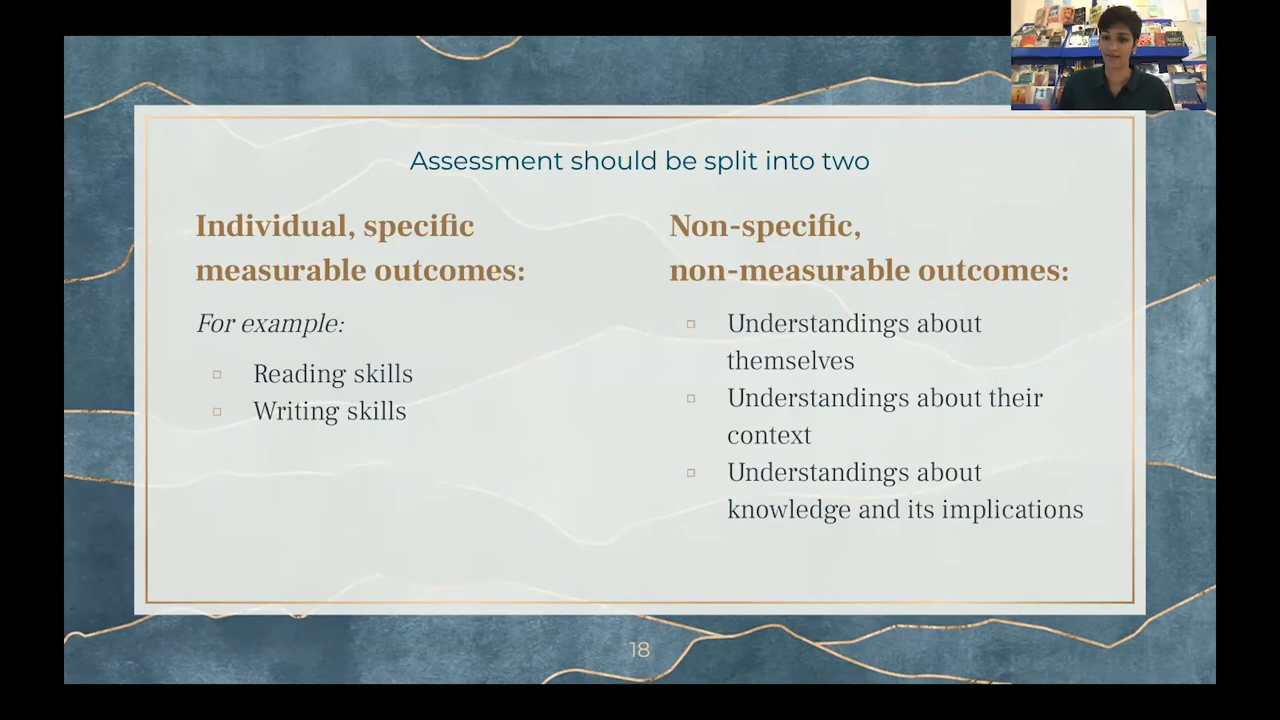 Assessment should be split into two
Individual, specific
measurable outcomes:
For example:
▫ Reading skills
▫ Writing skills
Non-specific,
non-measurable outcomes:
▫ Understandings about
themselves
▫ Understandings about their
context
▫ Understandings about
knowledge and its implications
18